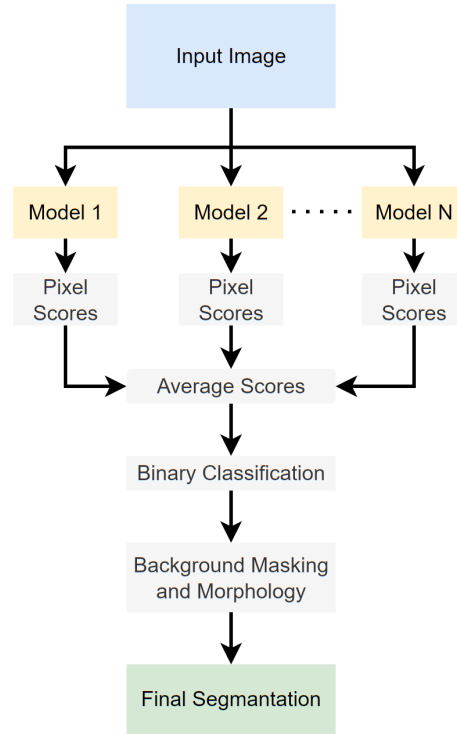 Input Image
Model 1
Model 2
Model N
Pixel
Scores
Pixel
Scores
Pixel
Scores
Average Scores
Binary Classification
Background Masking
and Morphology
Final Segmantation